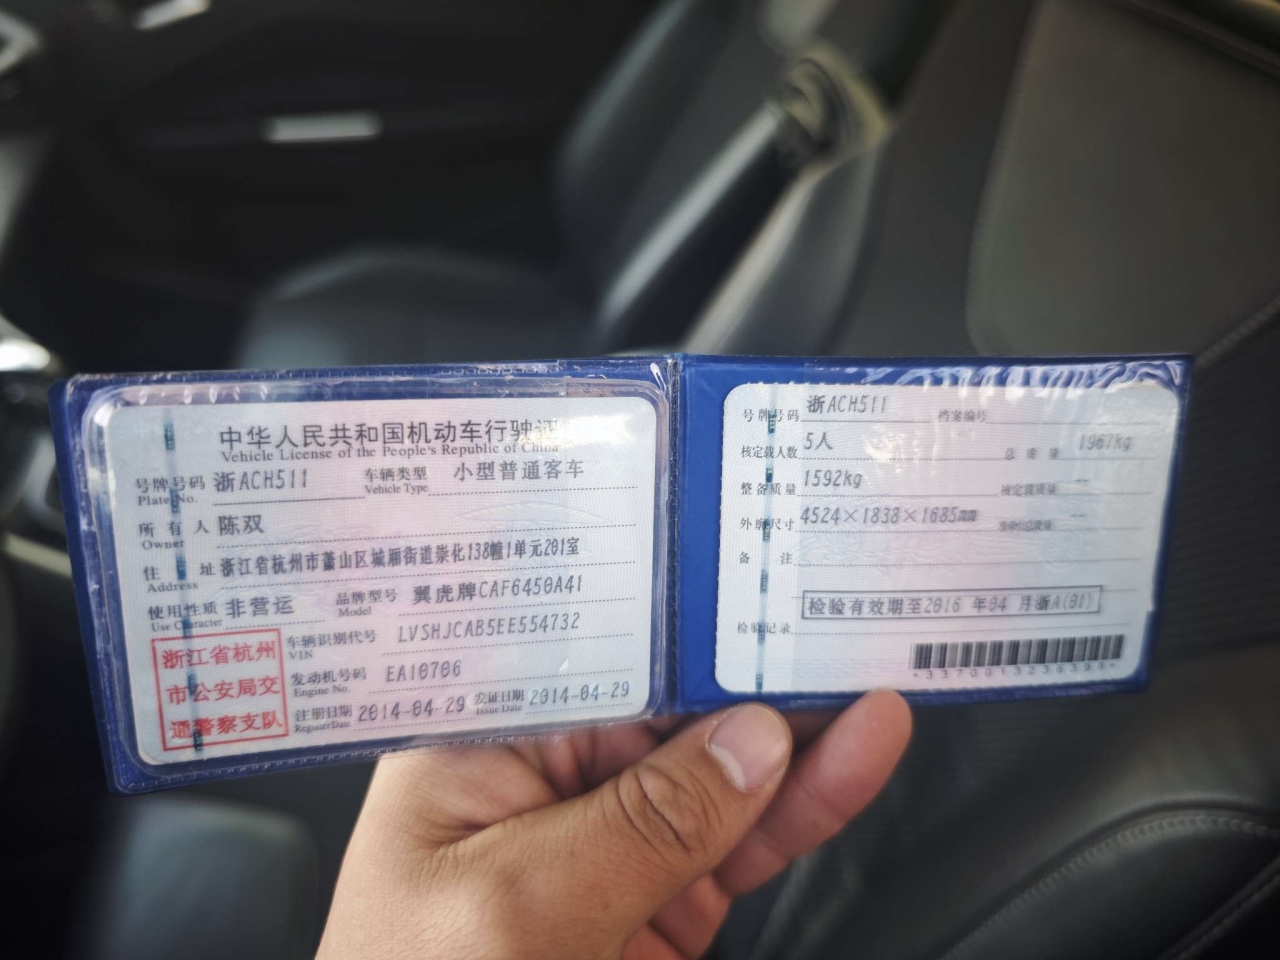 中华人民共和国机动车行驶证
Vehicle License of the People's Republic of China
号牌号码 浙ACH511 车辆类型 小型普通客车
Plate No. Vehicle Type
所有人 陈双
Owner
住址 浙江省杭州市萧山区城厢街道崇化138幢1单元201室
Address
使用性质 非营运 品牌型号 翼虎牌CAF6450A41
Use Character Model
浙江省杭州
市公安局交
通警察支队
车辆识别代号 LVSHJCAB5EE554732
VIN
发动机号码 EA10706
Engine No.
注册日期 2014-04-29 发证日期 2014-04-29
Register Date Issue Date
号牌号码 浙ACH511 档案编号
核定载人数 5人 总质量 1967kg
整备质量 1592kg 核定载质量 --
外廓尺寸 4524×1838×1685mm --
备注
检验有效期至2016 年04 月浙A(01)
检验记录